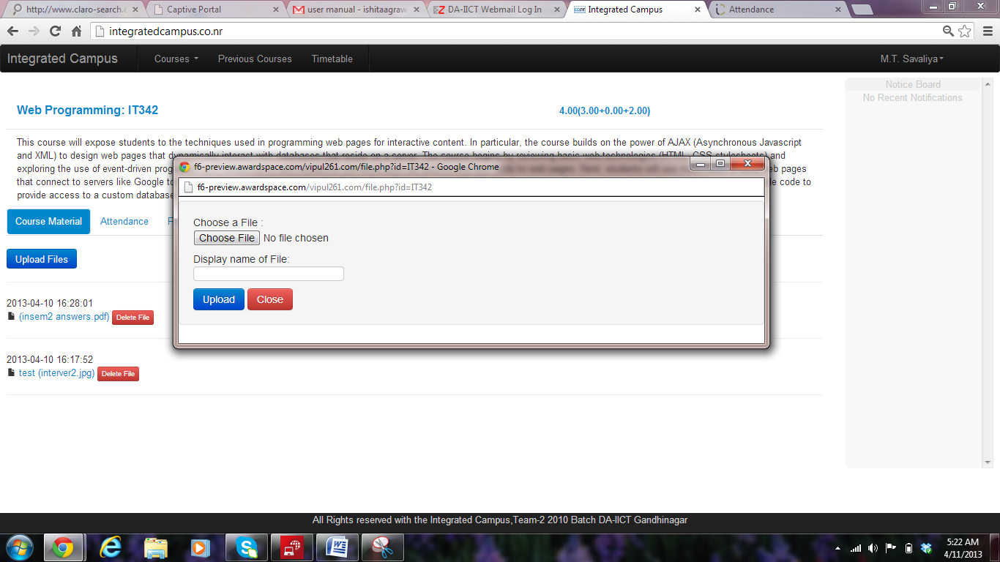 http://www.claro-search.c
Captive Portal
user manual - ishitaagraw
DA-IICT Webmail Log In
Integrated Campus
Attendance
integratedcampus.co.nr
Integrated Campus
Courses
Previous Courses
Timetable
M.T. Savaliya
Notice Board
No Recent Notifications
Web Programming: IT342
4.00(3.00+0.00+2.00)
This course will expose students to the techniques used in programming web pages for interactive content. In particular, the course builds on the power of AJAX (Asynchronous Javascript
and XML) to design web pages that dynamically interact with databases that reside on a server. The course begins by reviewing basic web technologies (HTML, CSS stylesheets) and
exploring the use of event-driven prog to web pages. Next, students will use web pages
that connect to servers like Google to le code to
provide access to a custom database
f6-preview.awardspace.com/vipul261.com/file.php?id=IT342 - Google Chrome
f6-preview.awardspace.com/vipul261.com/file.php?id=IT342
Choose a File :
Choose File No file chosen
Display name of File:
Upload Close
Course Material
Attendance
P
Upload Files
2013-04-10 16:28:01
(insem2 answers.pdf) Delete File
2013-04-10 16:17:52
test (interver2.jpg) Delete File
All Rights reserved with the Integrated Campus,Team-2 2010 Batch DA-IICT Gandhinagar
5:22 AM
4/11/2013